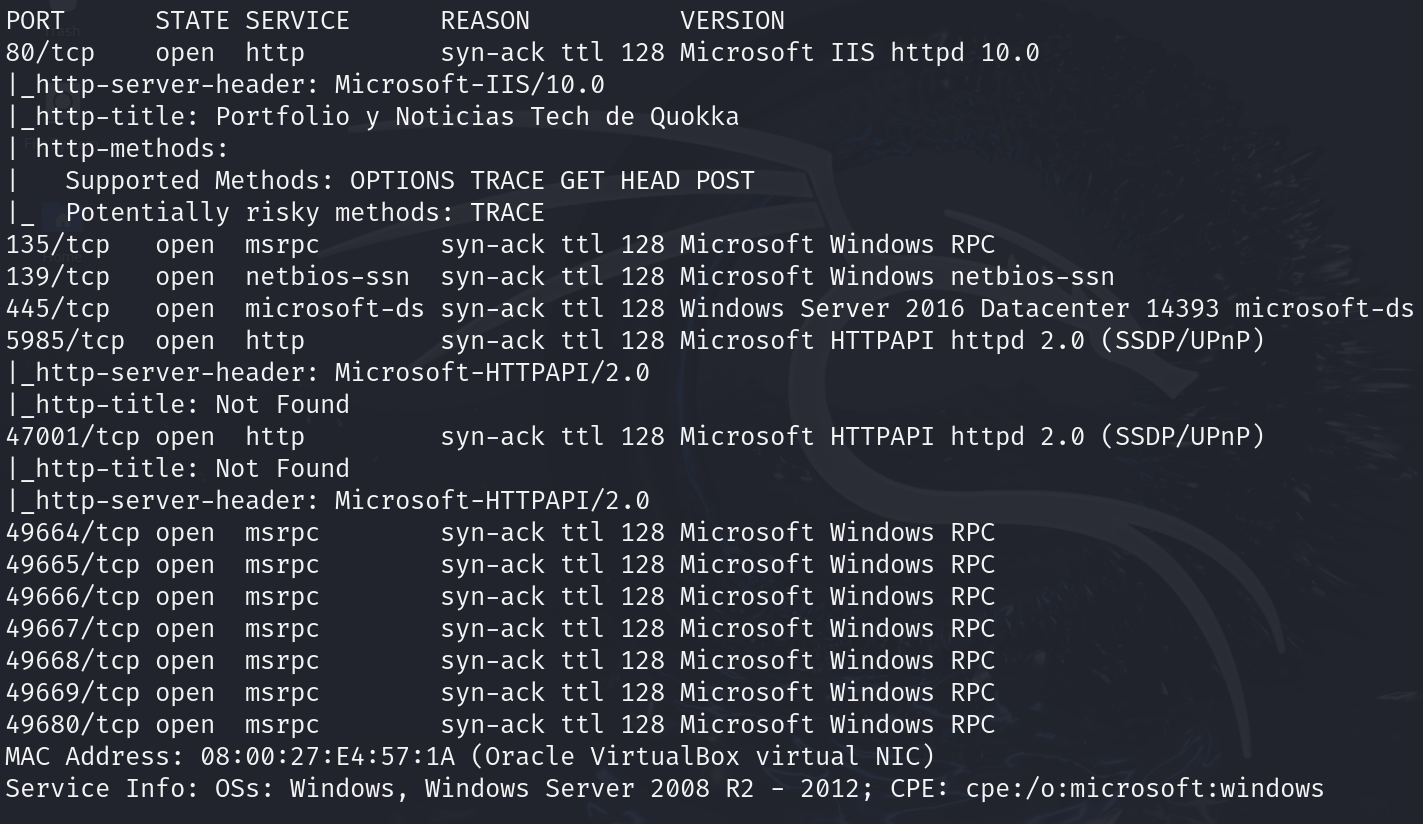 PORT      STATE SERVICE      REASON          VERSION
80/tcp    open  http         syn-ack ttl 128 Microsoft IIS httpd 10.0
|_http-server-header: Microsoft-IIS/10.0
|_http-title: Portfolio y Noticias Tech de Quokka
| http-methods:
|   Supported Methods: OPTIONS TRACE GET HEAD POST
|_  Potentially risky methods: TRACE
135/tcp   open  msrpc        syn-ack ttl 128 Microsoft Windows RPC
139/tcp   open  netbios-ssn  syn-ack ttl 128 Microsoft Windows netbios-ssn
445/tcp   open  microsoft-ds syn-ack ttl 128 Windows Server 2016 Datacenter 14393 microsoft-ds
5985/tcp  open  http         syn-ack ttl 128 Microsoft HTTPAPI httpd 2.0 (SSDP/UPnP)
|_http-server-header: Microsoft-HTTPAPI/2.0
|_http-title: Not Found
47001/tcp open  http         syn-ack ttl 128 Microsoft HTTPAPI httpd 2.0 (SSDP/UPnP)
|_http-title: Not Found
|_http-server-header: Microsoft-HTTPAPI/2.0
49664/tcp open  msrpc        syn-ack ttl 128 Microsoft Windows RPC
49665/tcp open  msrpc        syn-ack ttl 128 Microsoft Windows RPC
49666/tcp open  msrpc        syn-ack ttl 128 Microsoft Windows RPC
49667/tcp open  msrpc        syn-ack ttl 128 Microsoft Windows RPC
49668/tcp open  msrpc        syn-ack ttl 128 Microsoft Windows RPC
49669/tcp open  msrpc        syn-ack ttl 128 Microsoft Windows RPC
49680/tcp open  msrpc        syn-ack ttl 128 Microsoft Windows RPC
MAC Address: 08:00:27:E4:57:1A (Oracle VirtualBox virtual NIC)
Service Info: OSs: Windows, Windows Server 2008 R2 - 2012; CPE: cpe:/o:microsoft:windows